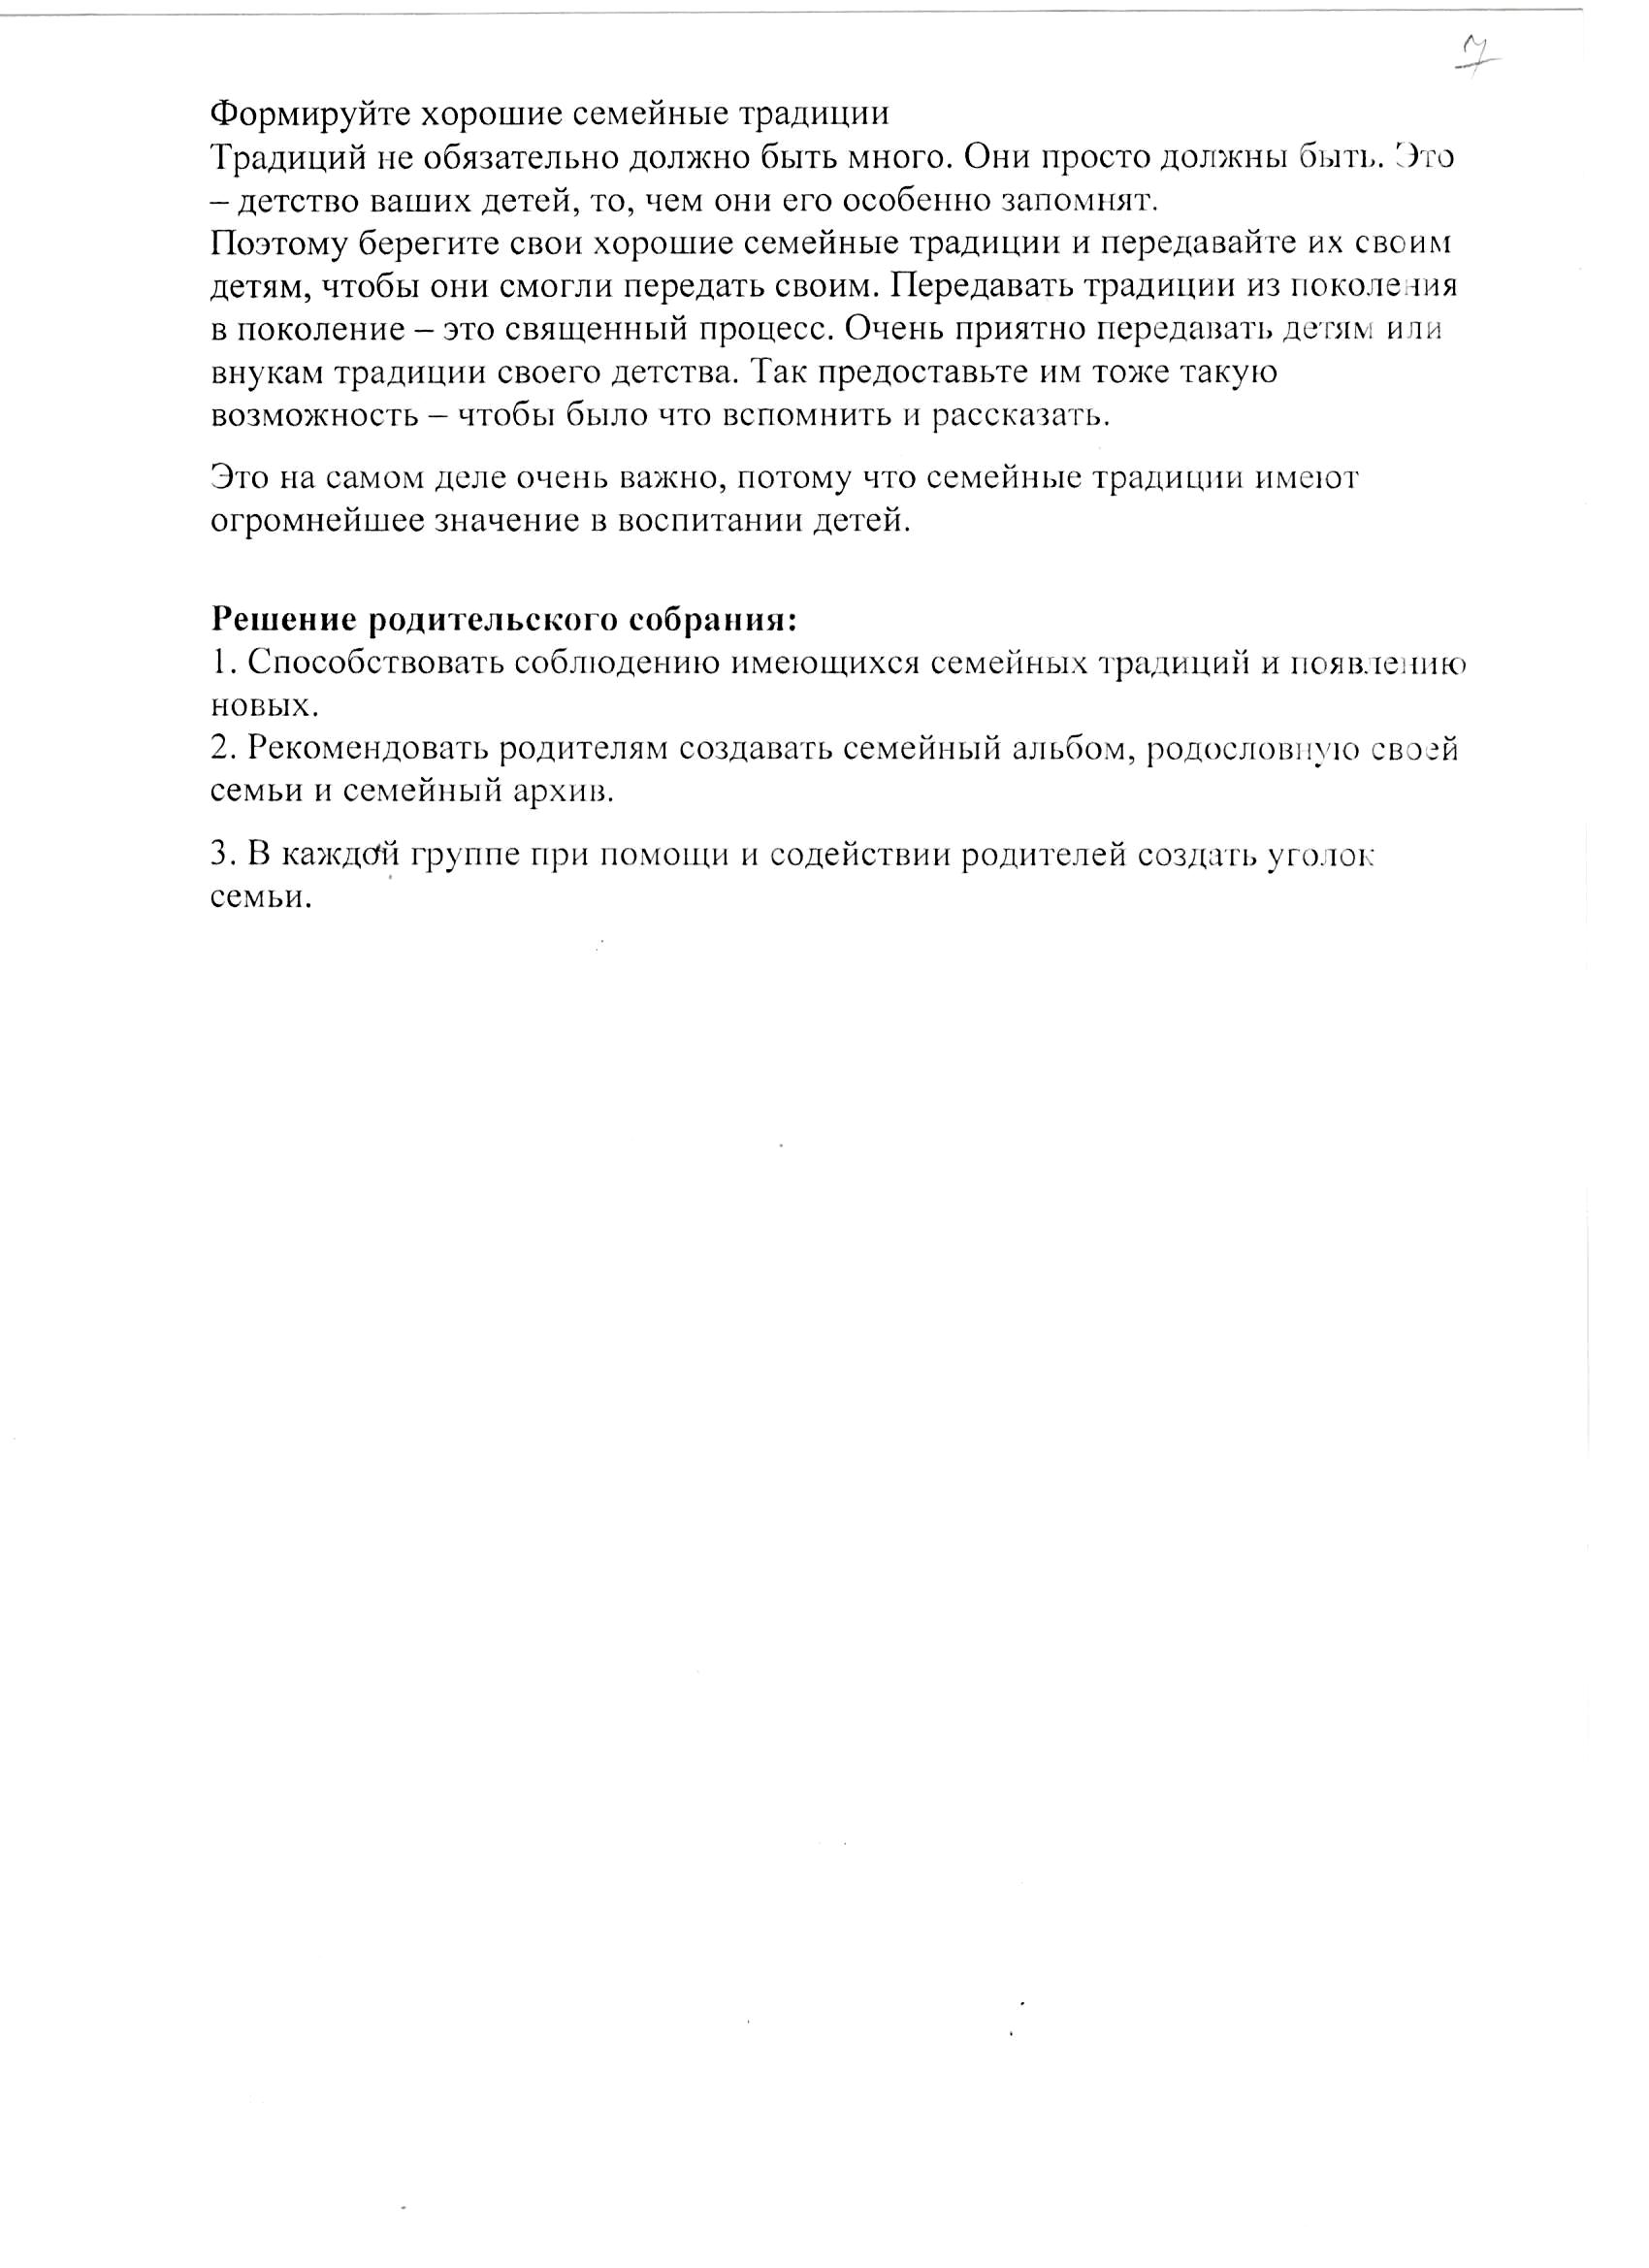 7
Формируйте хорошие семейные традиции
Традиций не обязательно должно быть много. Они просто должны быть. Это
– детство ваших детей, то, чем они его особенно запомнят.
Поэтому берегите свои хорошие семейные традиции и передавайте их своим
детям, чтобы они смогли передать своим. Передавать традиции из поколения
в поколение – это священный процесс. Очень приятно передавать детям или
внукам традиции своего детства. Так предоставьте им тоже такую
возможность – чтобы было что вспомнить и рассказать.
Это на самом деле очень важно, потому что семейные традиции имеют
огромнейшее значение в воспитании детей.
Решение родительского собрания:
1. Способствовать соблюдению имеющихся семейных традиций и появлению
новых.
2. Рекомендовать родителям создавать семейный альбом, родословную своей
семьи и семейный архив.
3. В каждой группе при помощи и содействии родителей создать уголок
семьи.